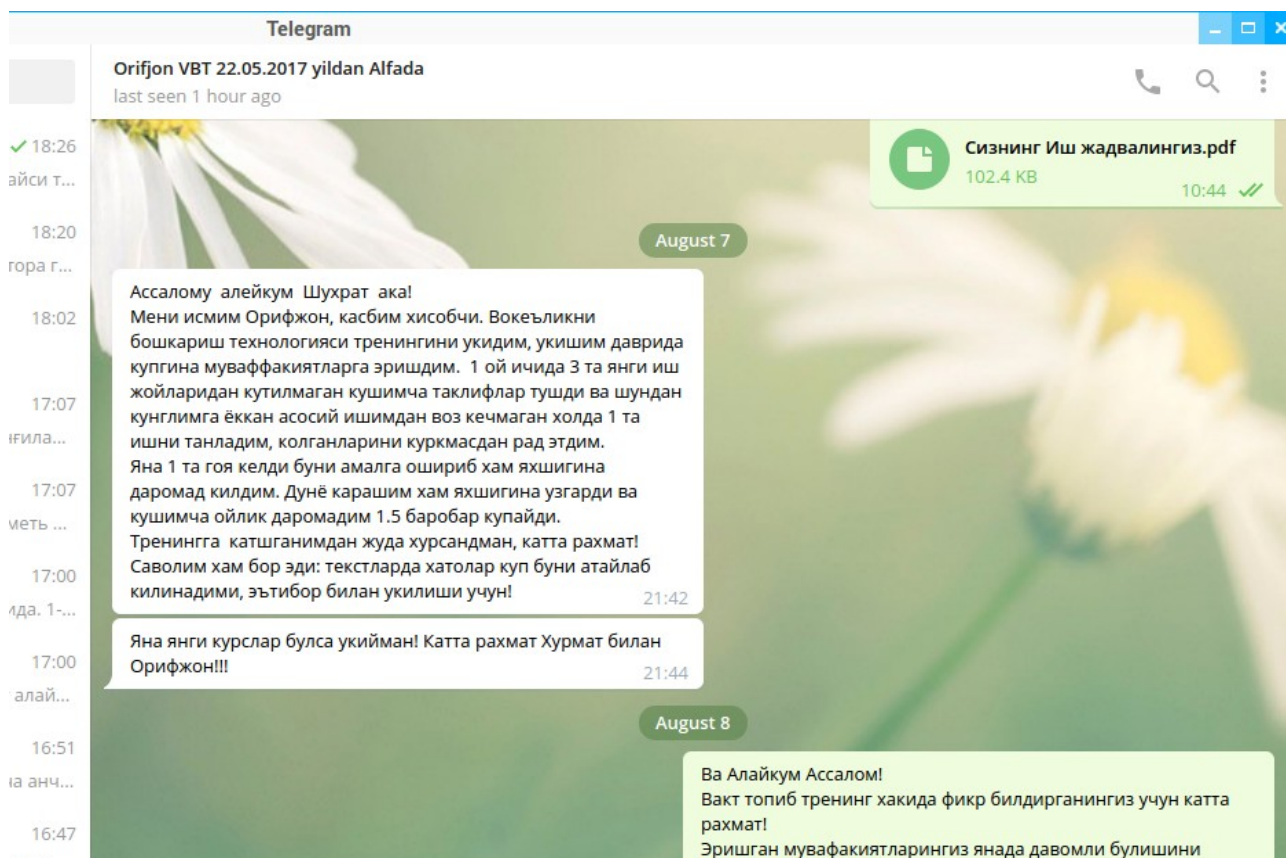 Telegram
Orifjon VBT 22.05.2017 yildan Alfada
last seen 1 hour ago
18:26
айси т...
18:20
тора г...
18:02
17:07
нғила...
17:07
меть ...
17:00
ида. 1-...
17:00
алай...
16:51
ча анч...
16:47
Сизнинг Иш жадвалингиз.pdf
102.4 KB
10:44
August 7
Ассалому алейкум Шухрат ака!
Мени исмим Орифжон, касбим хисобчи. Вокеъликни
бошкариш технологияси тренингини укидим, укишим даврида
купгина муваффакиятларга эришдим. 1 ой ичида 3 та янги иш
жойларидан кутилмаган кушимча таклифлар тушди ва шундан
кунглимга ёккан асосий ишимдан воз кечмаган холда 1 та
ишни танладим, колганларини куркмасдан рад этдим.
Яна 1 та гоя келди буни амалга ошириб хам яхшигина
даромад килдим. Дунё карашим хам яхшигина узгарди ва
кушимча ойлик даромадим 1.5 баробар купайди.
Тренингга катшганимдан жуда хурсандман, катта рахмат!
Саволим хам бор эди: текстларда хатолар куп буни атайлаб
килинадими, эътибор билан укилиши учун!
21:42
Яна янги курслар булса укийман! Катта рахмат Хурмат билан
Орифжон!!!
21:44
August 8
Ва Алайкум Ассалом!
Вакт топиб тренинг хакида фикр билдирганингиз учун катта
рахмат!
Эришган мувафакиятларингиз янада давомли булишини